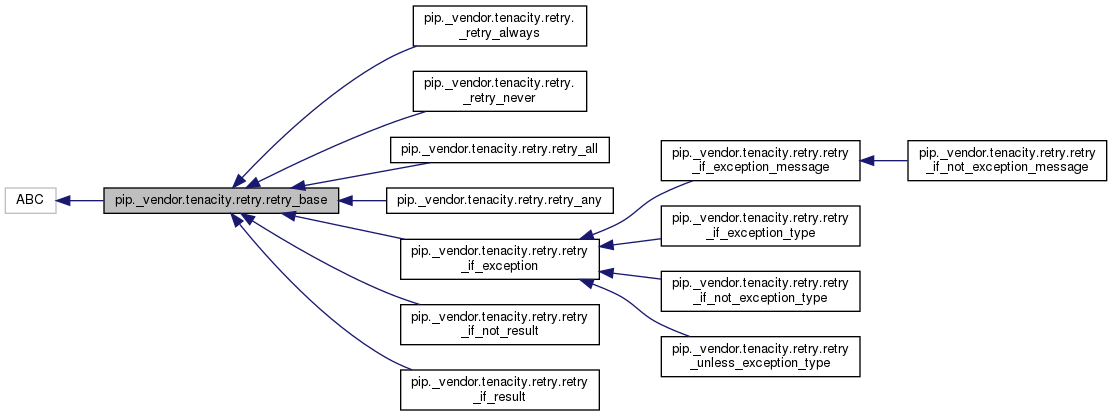 pip._vendor.tenacity.retry.
_retry_always
pip._vendor.tenacity.retry.
_retry_never
pip._vendor.tenacity.retry.retry_all
ABC
pip._vendor.tenacity.retry.retry_base
pip._vendor.tenacity.retry.retry_any
pip._vendor.tenacity.retry.retry
_if_exception
pip._vendor.tenacity.retry.retry
_if_not_result
pip._vendor.tenacity.retry.retry
_if_result
pip._vendor.tenacity.retry.retry
_if_exception_message
pip._vendor.tenacity.retry.retry
_if_exception_type
pip._vendor.tenacity.retry.retry
_if_not_exception_type
pip._vendor.tenacity.retry.retry
_unless_exception_type
pip._vendor.tenacity.retry.retry
_if_not_exception_message